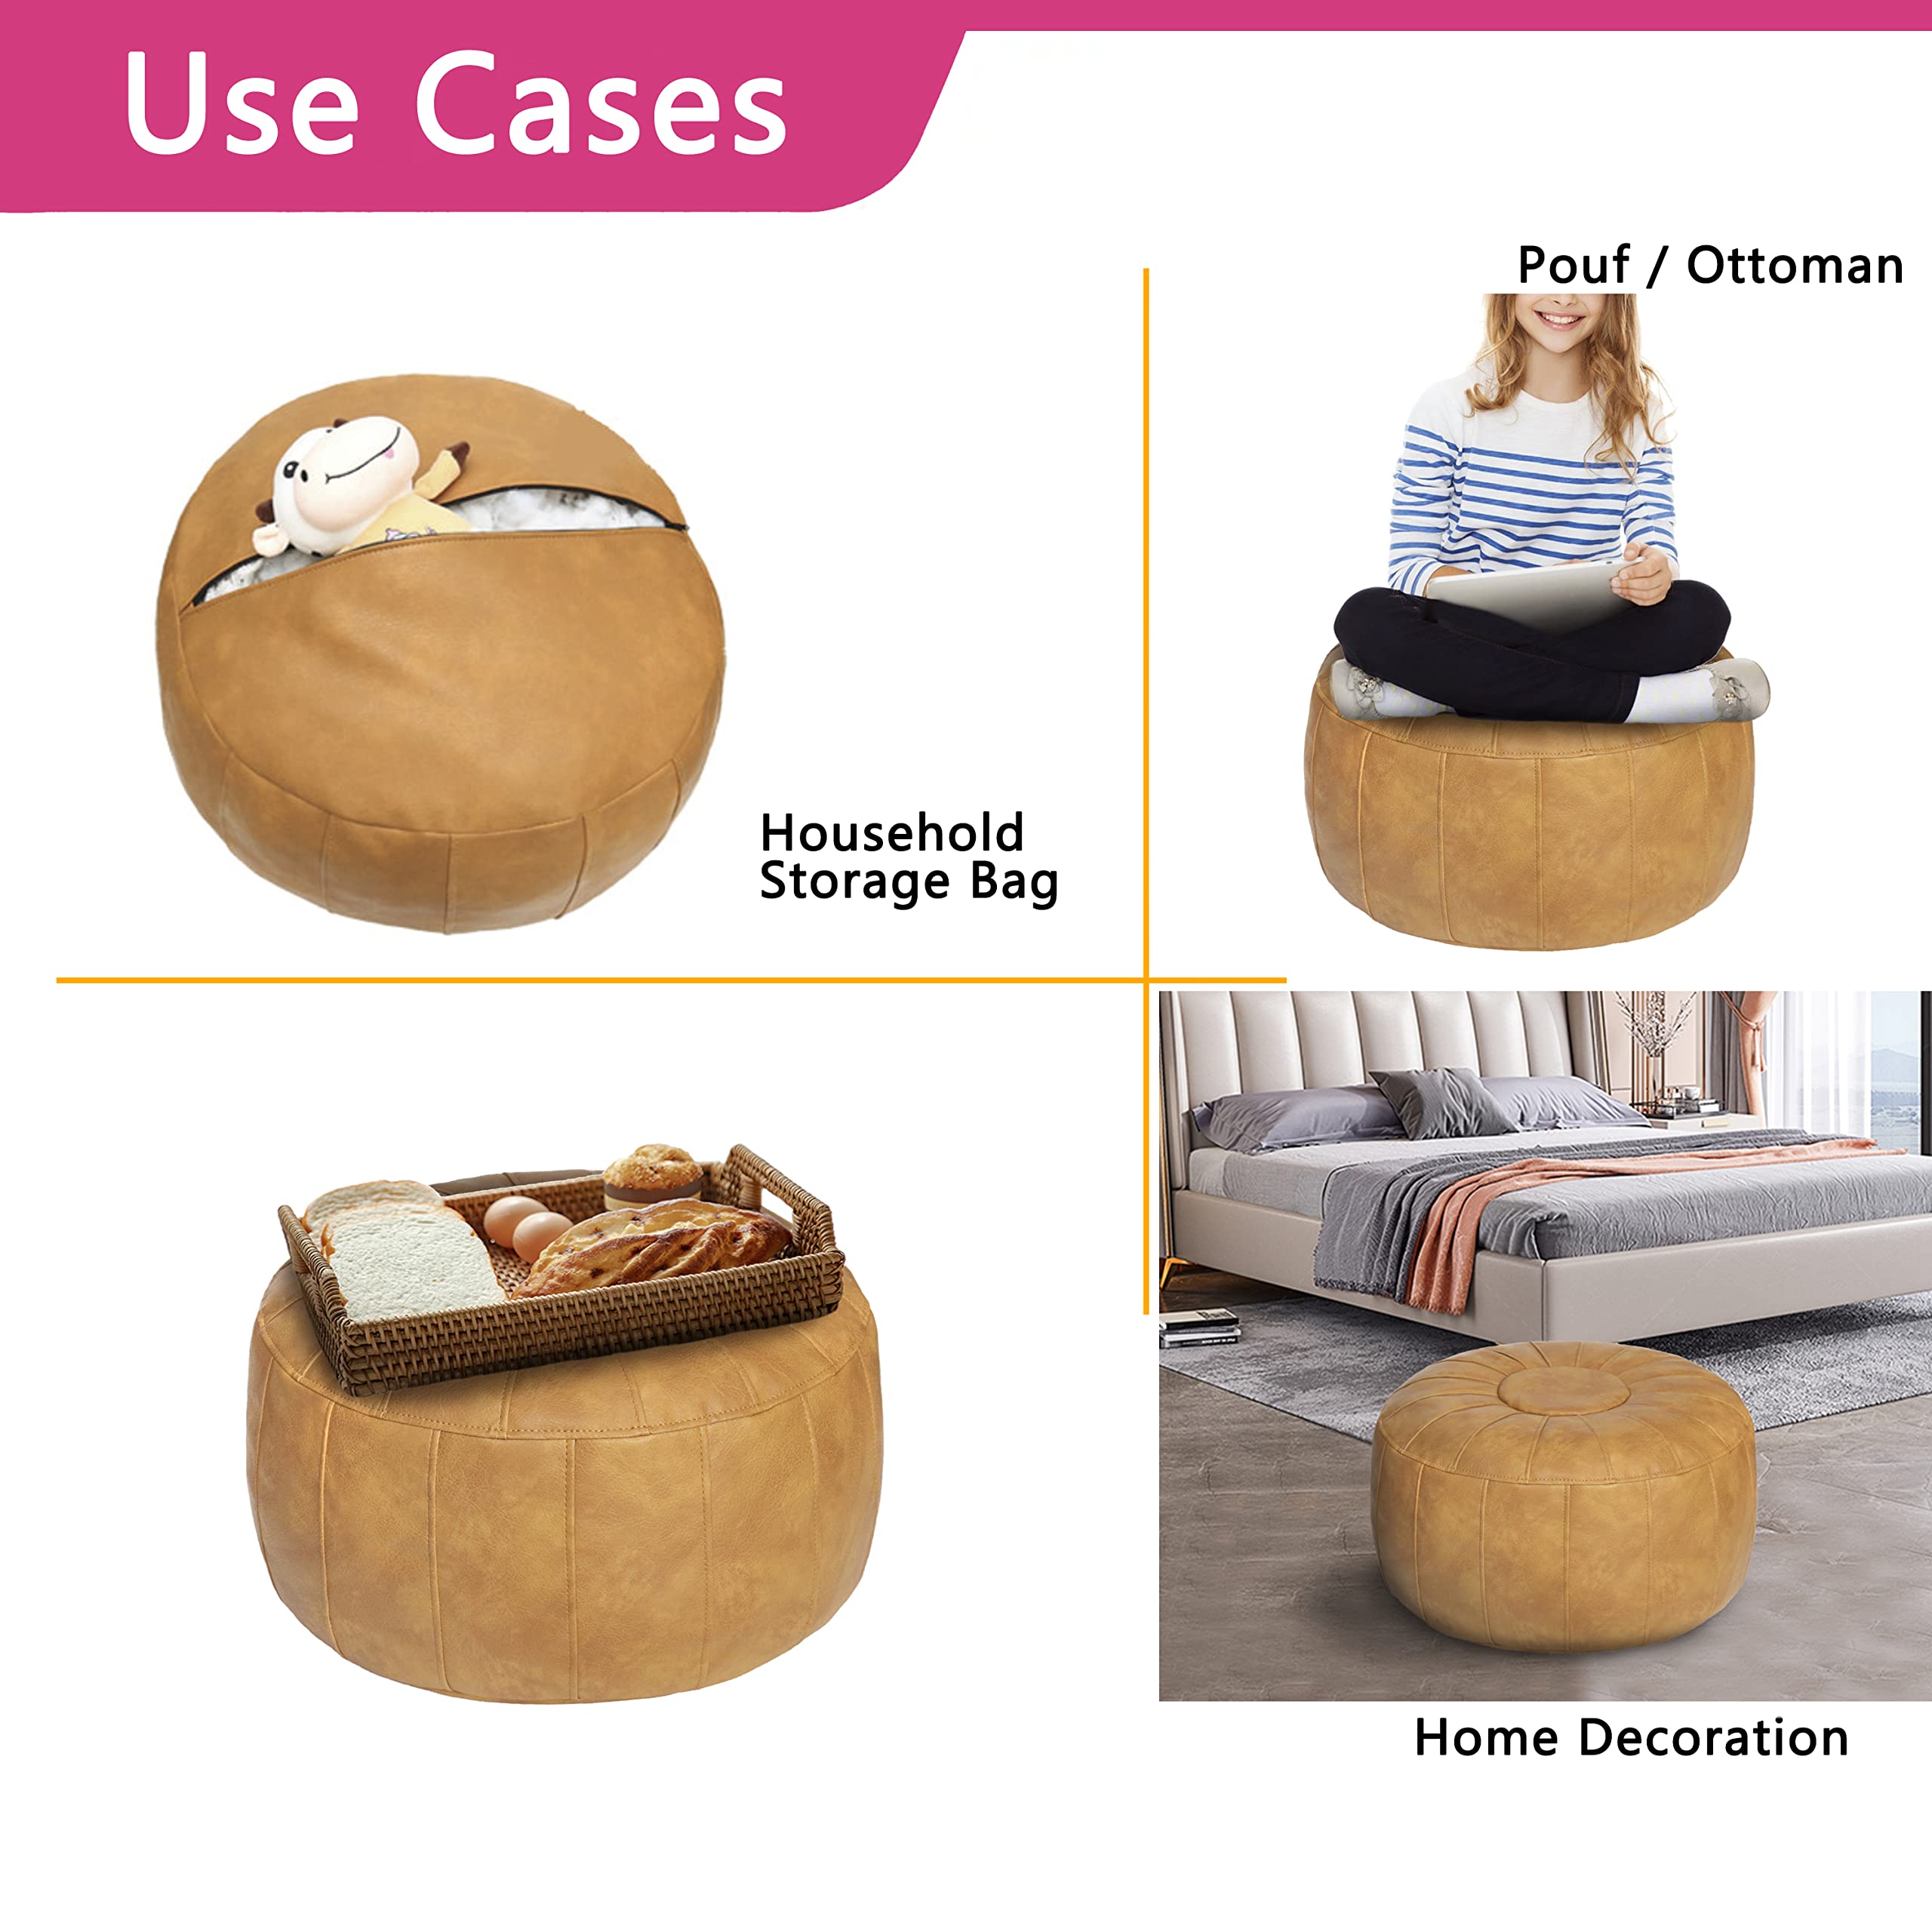 Use Cases
Pouf / Ottoman
Household
Storage Bag
Home Decoration